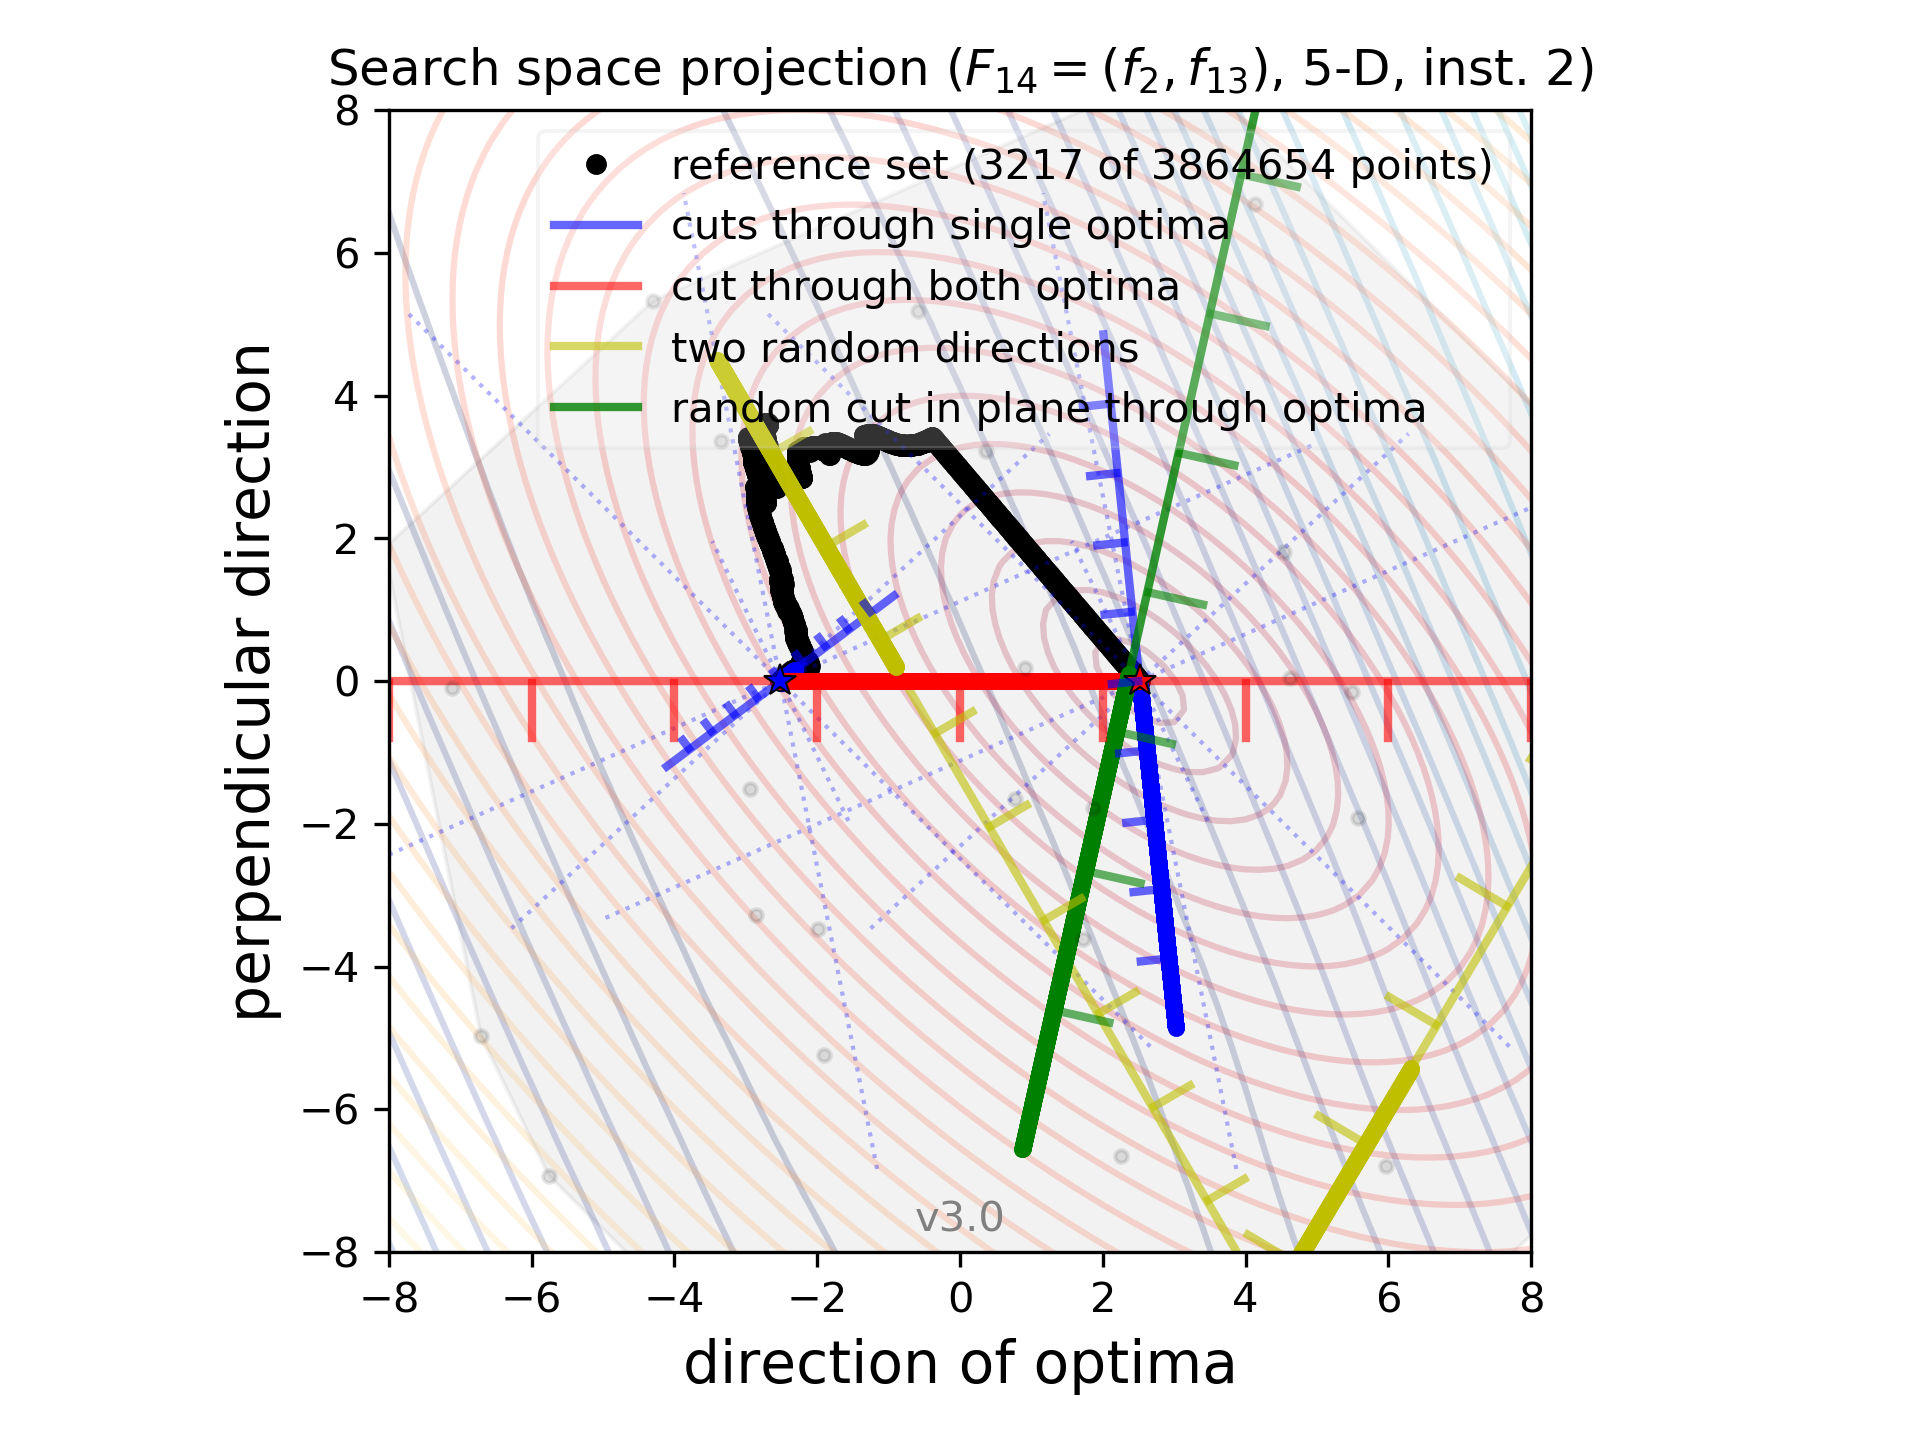 Search space projection (F₁₄ = (f₂, f₁₃), 5-D, inst. 2)
reference set (3217 of 3864654 points)
cuts through single optima
cut through both optima
two random directions
random cut in plane through optima
8
6
4
2
0
−2
−4
−6
−8
perpendicular direction
v3.0
−8 −6 −4 −2 0 2 4 6 8
direction of optima